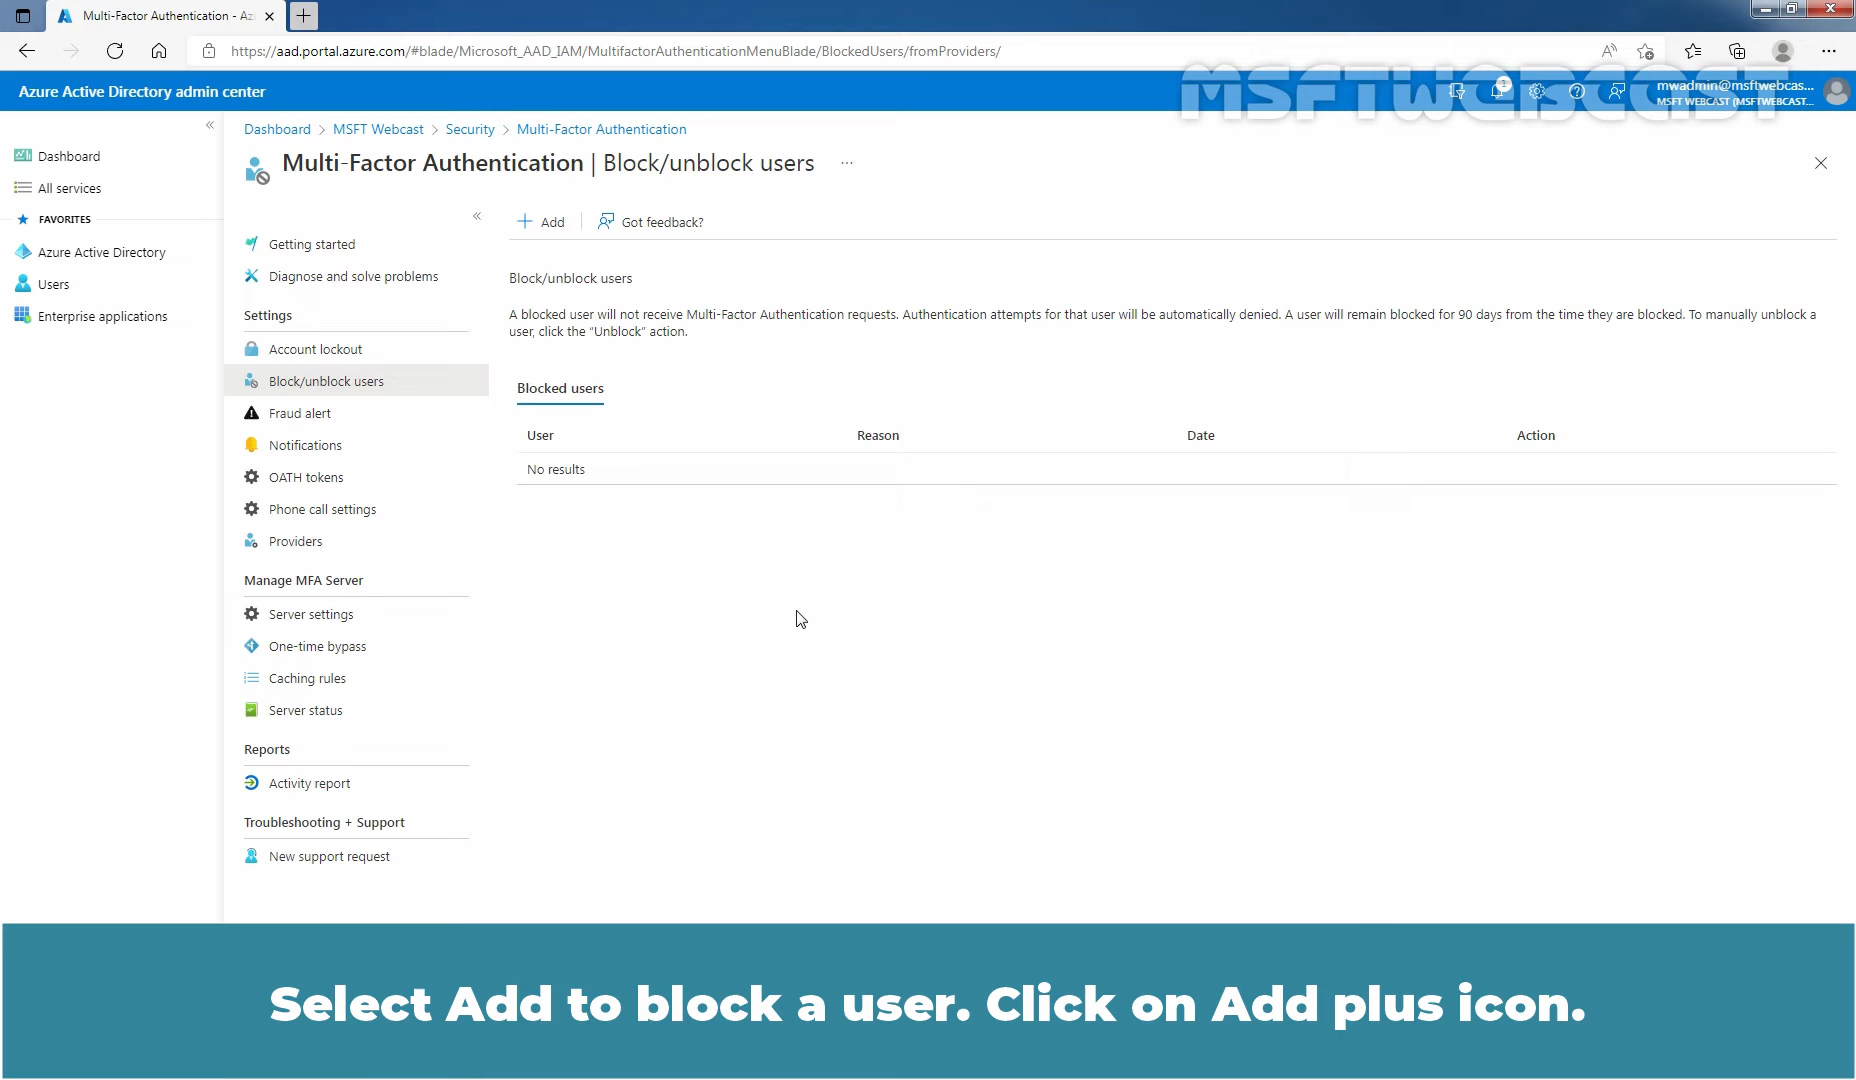 Multi-Factor Authentication - Az
https://aad.portal.azure.com/#blade/Microsoft_AAD_IAM/MultifactorAuthenticationMenuBlade/BlockedUsers/fromProviders/
Azure Active Directory admin center
1
mwadmin@msftwebcas...
MSFT WEBCAST (MSFTWEBCAST....
MSFTWEBCAST
Dashboard > MSFT Webcast > Security > Multi-Factor Authentication
Multi-Factor Authentication | Block/unblock users ...
Dashboard
All services
FAVORITES
Azure Active Directory
Users
Enterprise applications
Getting started
Diagnose and solve problems
Settings
Account lockout
Block/unblock users
Fraud alert
Notifications
OATH tokens
Phone call settings
Providers
Manage MFA Server
Server settings
One-time bypass
Caching rules
Server status
Reports
Activity report
Troubleshooting + Support
New support request
Add
Got feedback?
Block/unblock users
A blocked user will not receive Multi-Factor Authentication requests. Authentication attempts for that user will be automatically denied. A user will remain blocked for 90 days from the time they are blocked. To manually unblock a
user, click the “Unblock” action.
Blocked users
User Reason Date Action
No results
Select Add to block a user. Click on Add plus icon.